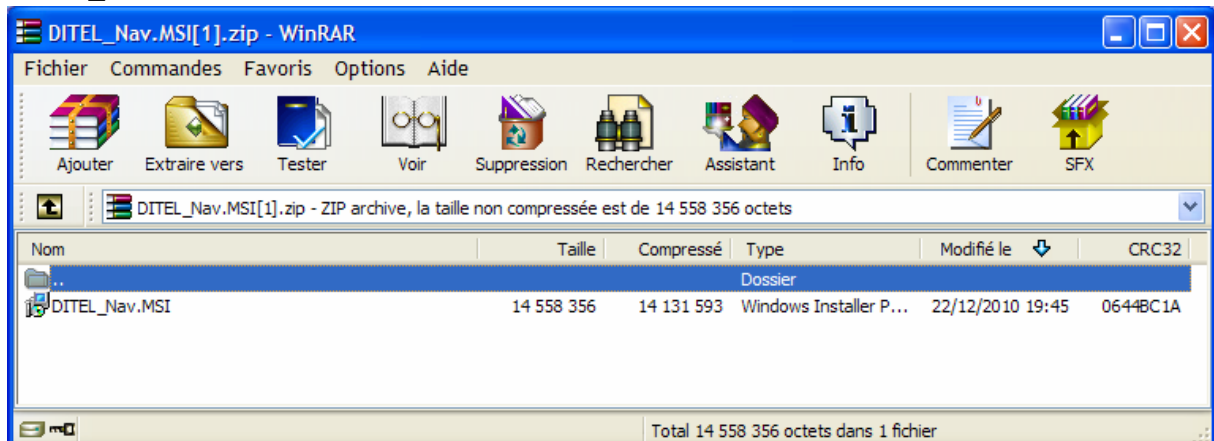 DITEL_Nav.MSI[1].zip - WinRAR
Fichier Commandes Favoris Options Aide
Ajouter Extraire vers Tester Voir Suppression Rechercher Assistant Info Commenter SFX
DITEL_Nav.MSI[1].zip - ZIP archive, la taille non compressée est de 14 558 356 octets
Nom Taille Compressé Type Modifié le CRC32
.. Dossier
DITEL_Nav.MSI 14 558 356 14 131 593 Windows Installer P... 22/12/2010 19:45 0644BC1A
Total 14 558 356 octets dans 1 fichier